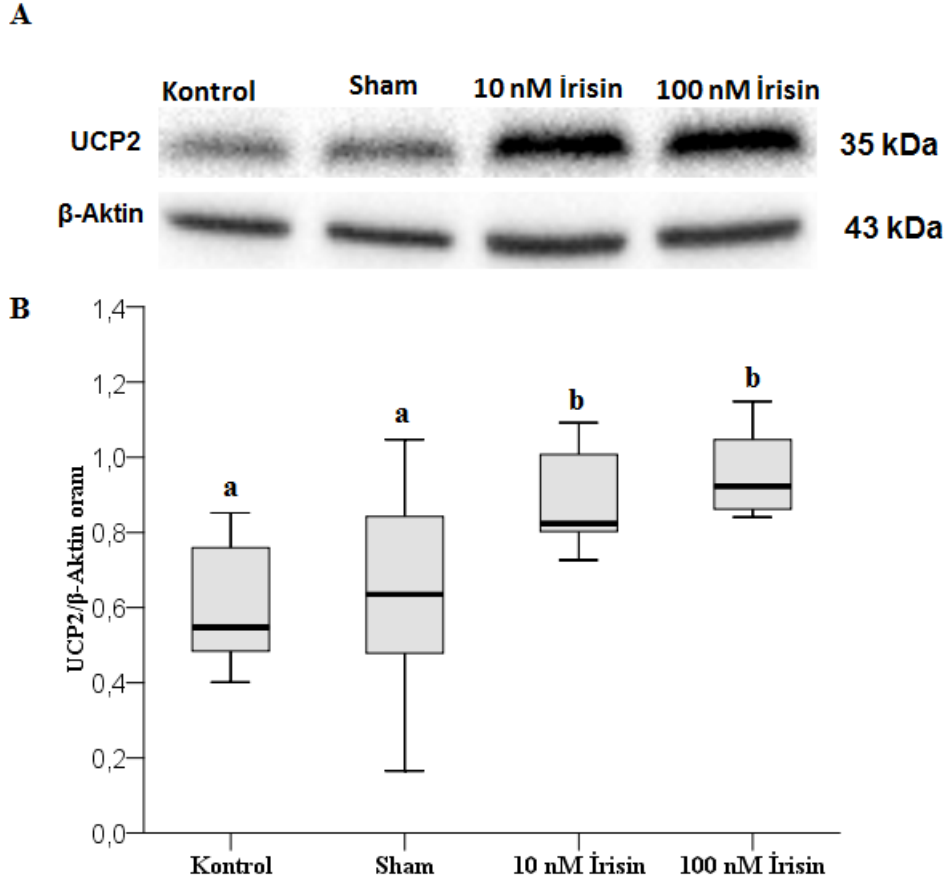 A
Kontrol Sham 10 nM İrisin 100 nM İrisin
UCP2 35 kDa
β-Aktin 43 kDa
B
UCP2/β-Aktin oranı
1,4
1,2
1,0
0,8
0,6
0,4
0,2
0,0
a a b b
Kontrol Sham 10 nM İrisin 100 nM İrisin